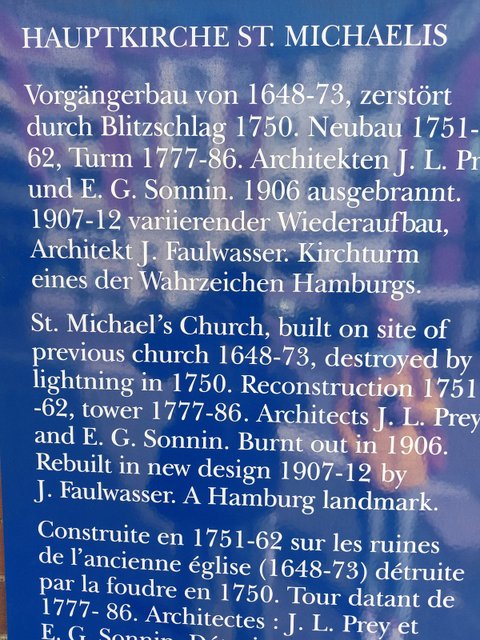 HAUPTKIRCHE ST. MICHAELIS
Vorgängerbau von 1648-73, zerstört
durch Blitzschlag 1750. Neubau 1751-
62, Turm 1777-86. Architekten J. L. Pr
und E. G. Sonnin. 1906 ausgebrannt.
1907-12 variierender Wiederaufbau,
Architekt J. Faulwasser. Kirchturm
eines der Wahrzeichen Hamburgs.
St. Michael's Church, built on site of
previous church 1648-73, destroyed by
lightning in 1750. Reconstruction 1751
-62, tower 1777-86. Architects J. L. Prey
and E. G. Sonnin. Burnt out in 1906.
Rebuilt in new design 1907-12 by
J. Faulwasser. A Hamburg landmark.
Construite en 1751-62 sur les ruines
de l'ancienne église (1648-73) détruite
par la foudre en 1750. Tour datant de
1777- 86. Architectes : J. L. Prey et
E. G. Sonnin.